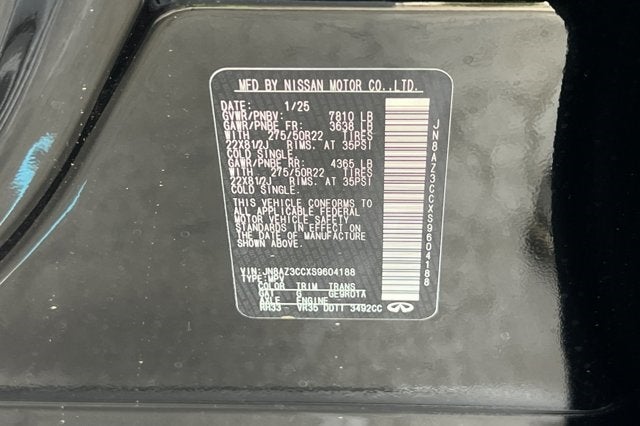 MFD BY NISSAN MOTOR CO.,LTD.
DATE: 1/25
GVWR/PNBV: 7810 LB
GAWR/PNBE FR: 3638 LB
WITH 275/50R22 TIRES
22X8 1/2J RIMS. AT 35PSI
COLD SINGLE.
GAWR/PNBE RR: 4365 LB
WITH 275/50R22 TIRES
22X8 1/2J RIMS. AT 35PSI
COLD SINGLE.
THIS VEHICLE CONFORMS TO
ALL APPLICABLE FEDERAL
MOTOR VEHICLE SAFETY
STANDARDS IN EFFECT ON
THE DATE OF MANUFACTURE
SHOWN ABOVE.
VIN: JN8AZ3CCXS9604188
TYPE: MPV
COLOR TRIM TRANS
GAT G GE9R01A
AXLE ENGINE
RR33 - VR35 DDTT 3492CC
INFINITI
JN8AZ3CCXS9604188